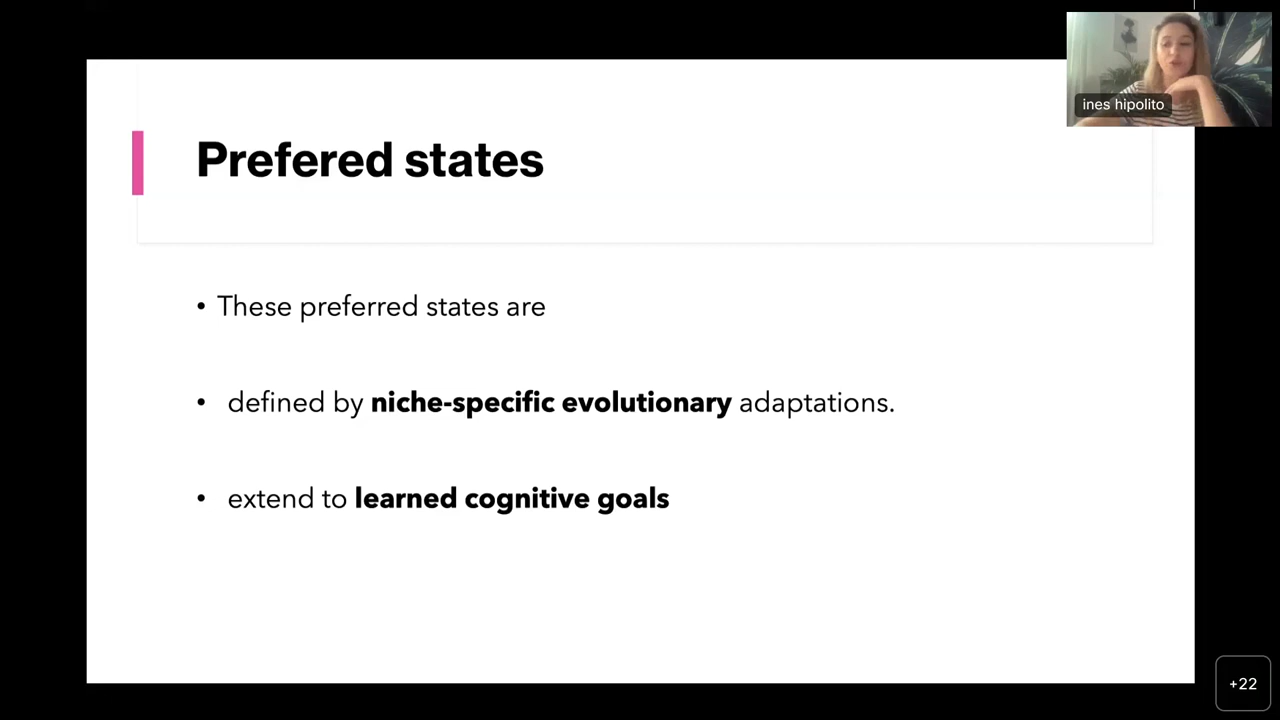 ines hipolito
Prefered states
• These preferred states are
• defined by niche-specific evolutionary adaptations.
• extend to learned cognitive goals
+22